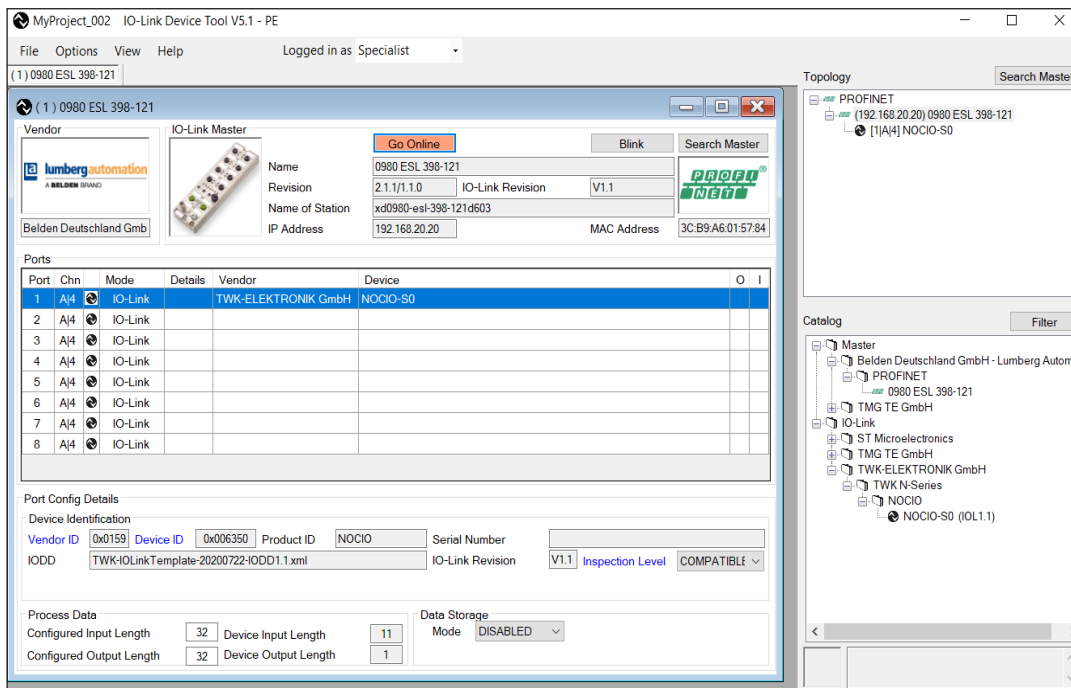 MyProject_002 IO-Link Device Tool V5.1 - PE
File Options View Help Logged in as Specialist
(1) 0980 ESL 398-121
Topology Search Master
PROFINET
(192.168.20.20) 0980 ESL 398-121
[1|A|4] NOCIO-S0
(1) 0980 ESL 398-121
Vendor IO-Link Master
Go Online Blink Search Master
lumbergautomation
A BELDEN BRAND
Name 0980 ESL 398-121
PROFI NET
Revision 2.1.1/1.1.0 IO-Link Revision V1.1
Name of Station xd0980-esl-398-121d603
Belden Deutschland Gmb IP Address 192.168.20.20 MAC Address 3C:B9:A6:01:57:84
Ports
Port Chn Mode Details Vendor Device O I
1 A|4 IO-Link TWK-ELEKTRONIK GmbH NOCIO-S0
2 A|4 IO-Link
3 A|4 IO-Link
4 A|4 IO-Link
5 A|4 IO-Link
6 A|4 IO-Link
7 A|4 IO-Link
8 A|4 IO-Link
Catalog Filter
Master
Belden Deutschland GmbH - Lumberg Autom
PROFINET
0980 ESL 398-121
TMG TE GmbH
IO-Link
ST Microelectronics
TMG TE GmbH
TWK-ELEKTRONIK GmbH
TWK N-Series
NOCIO
NOCIO-S0 (IOL1.1)
Port Config Details
Device Identification
Vendor ID 0x0159 Device ID 0x006350 Product ID NOCIO Serial Number
IODD TWK-IOLinkTemplate-20200722-IODD1.1.xml IO-Link Revision V1.1 Inspection Level COMPATIBLE
Process Data
Configured Input Length 32 Device Input Length 11
Configured Output Length 32 Device Output Length 1
Data Storage
Mode DISABLED